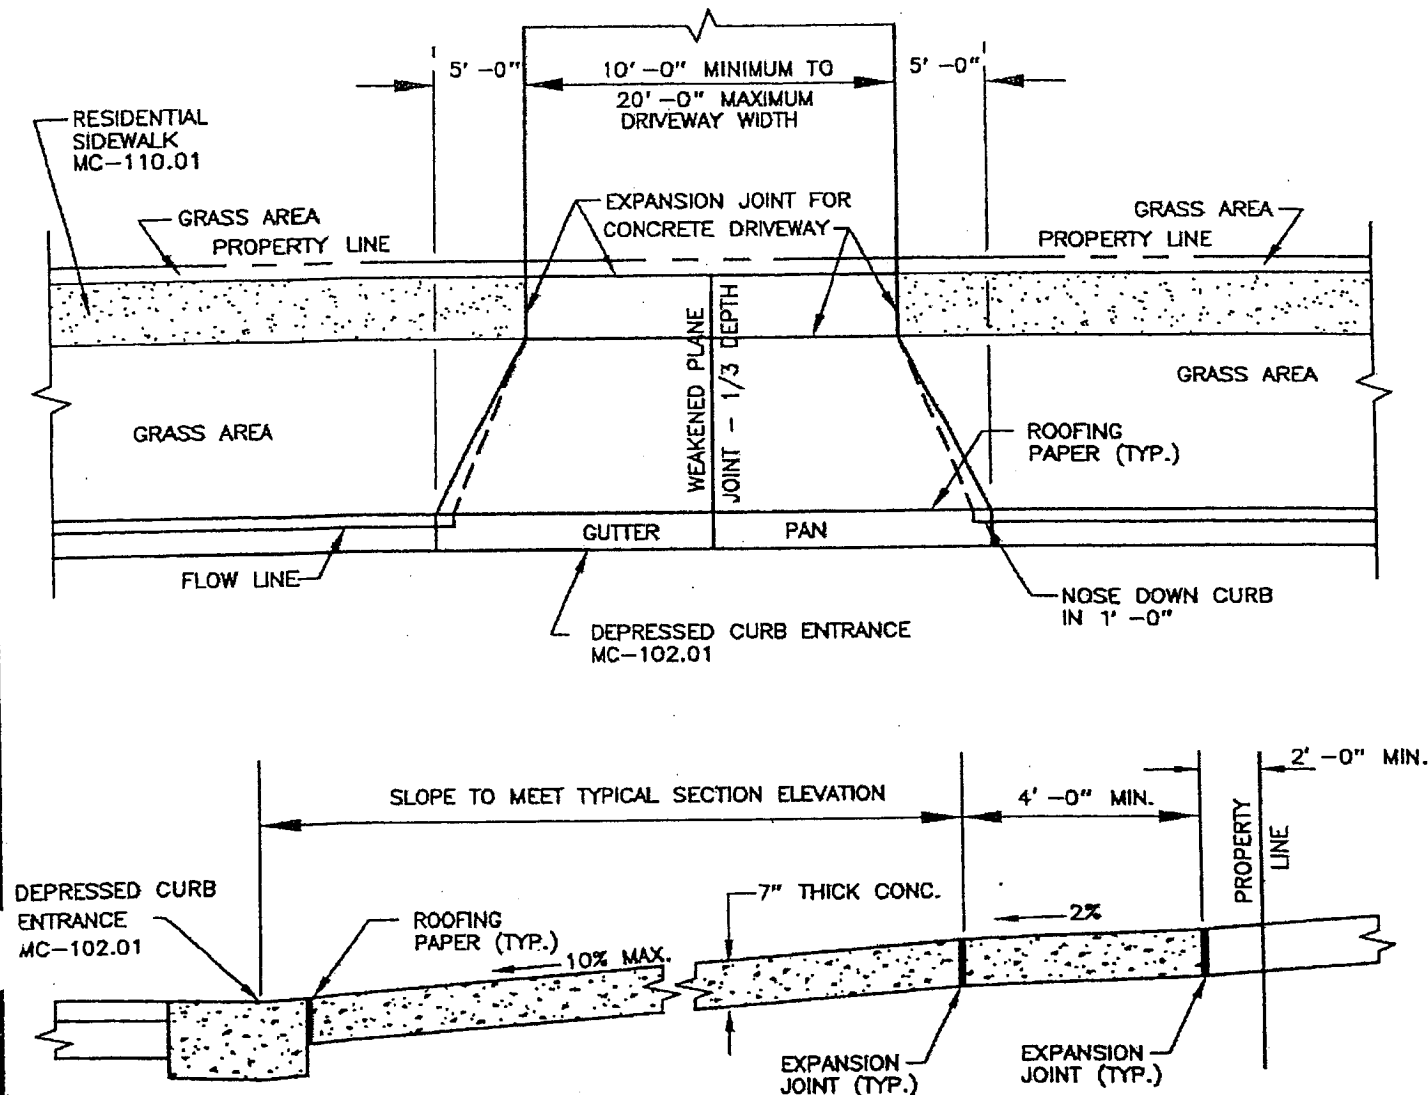 5' -0"
10' -0" MINIMUM TO
20' -0" MAXIMUM
DRIVEWAY WIDTH
5' -0"
RESIDENTIAL
SIDEWALK
MC-110.01
GRASS AREA
PROPERTY LINE
EXPANSION JOINT FOR
CONCRETE DRIVEWAY
GRASS AREA
PROPERTY LINE
WEAKENED PLANE
JOINT - 1/3 DEPTH
GRASS AREA
GRASS AREA
ROOFING
PAPER (TYP.)
GUTTER PAN
FLOW LINE
NOSE DOWN CURB
IN 1' -0"
DEPRESSED CURB ENTRANCE
MC-102.01
2' -0" MIN.
SLOPE TO MEET TYPICAL SECTION ELEVATION
4' -0" MIN.
PROPERTY
LINE
DEPRESSED CURB
ENTRANCE
MC-102.01
ROOFING
PAPER (TYP.)
10% MAX.
7" THICK CONC.
2%
EXPANSION
JOINT (TYP.)
EXPANSION
JOINT (TYP.)